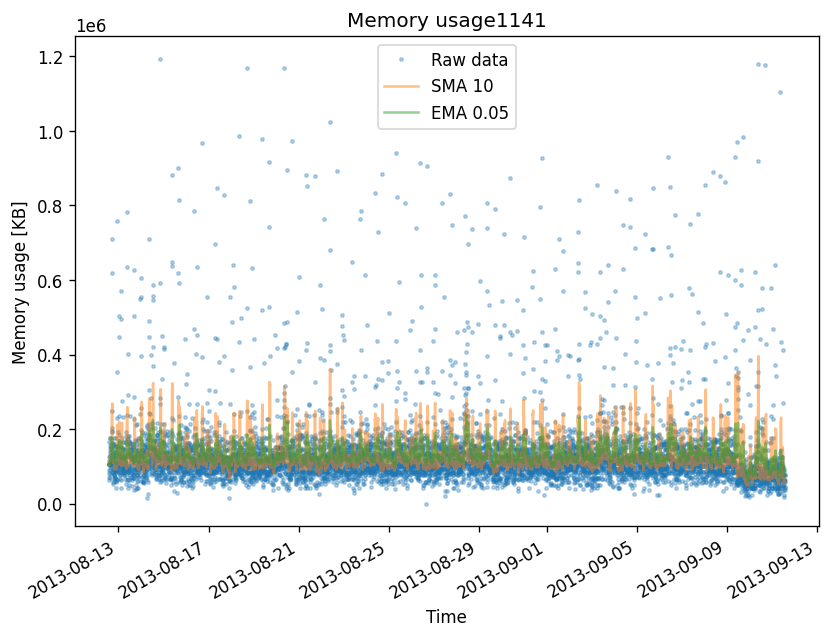 Memory usage1141
1e6
Raw data
SMA 10
EMA 0.05
1.2
1.0
0.8
0.6
0.4
0.2
0.0
Memory usage [KB]
2013-08-13
2013-08-17
2013-08-21
2013-08-25
2013-08-29
2013-09-01
2013-09-05
2013-09-09
2013-09-13
Time